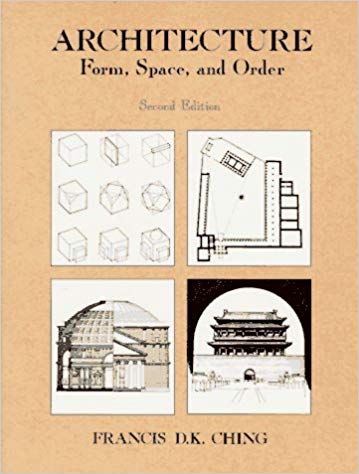 ARCHITECTURE
Form, Space, and Order
Second Edition
FRANCIS D.K. CHING